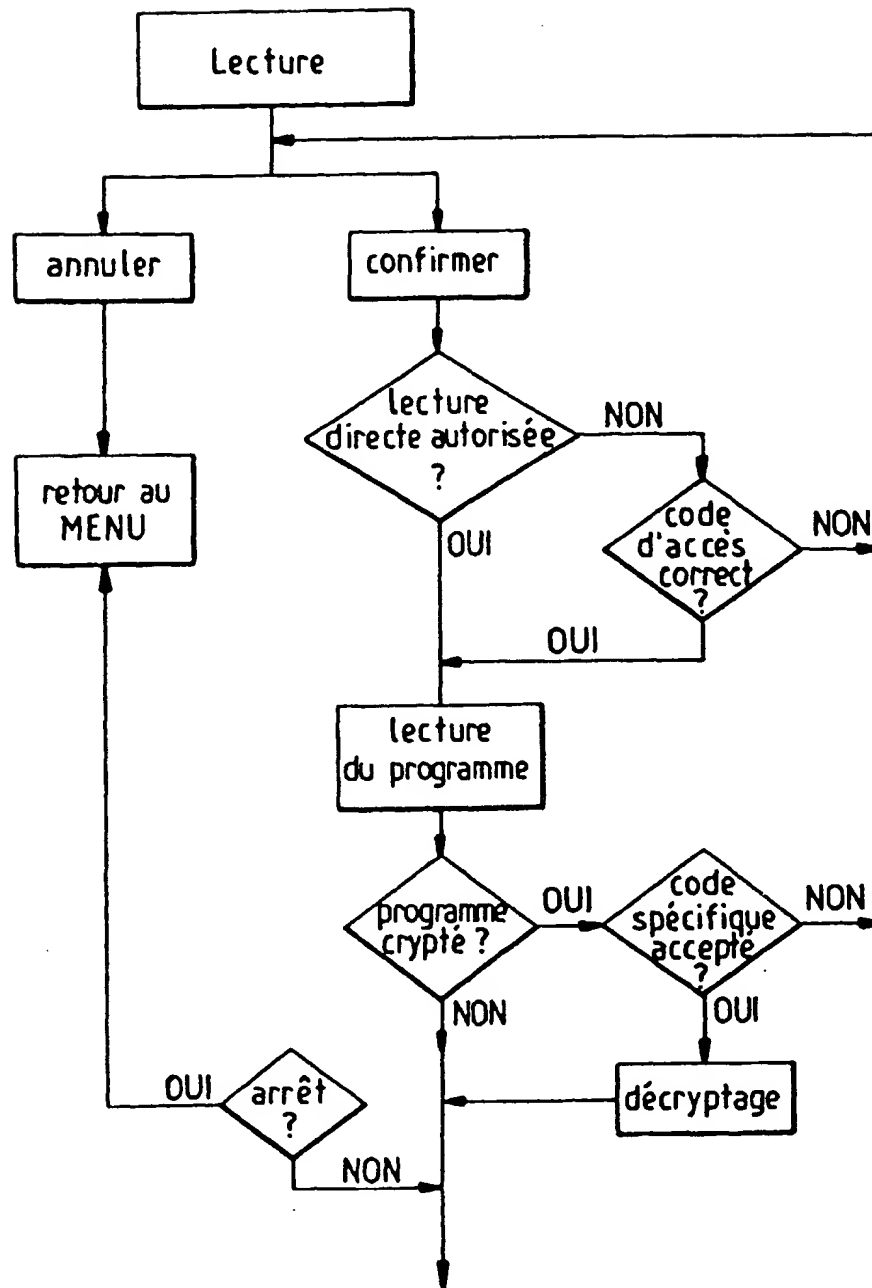 Lecture
annuler
confirmer
lecture
directe autorisée
?
NON
OUI
retour au
MENU
code
d'accès
correct
?
NON
OUI
lecture
du programme
programme
crypté ?
OUI
code
spécifique
accepté
?
NON
NON
OUI
décryptage
OUI
arrêt
?
NON